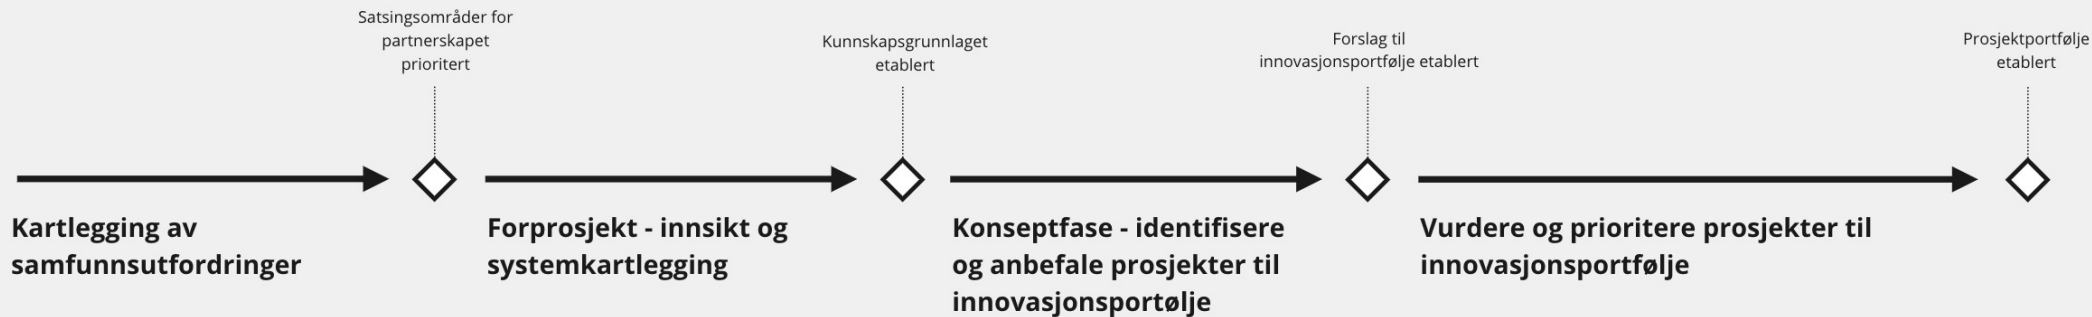 Satsingsområder for
partnerskapet
prioritert
Kunnskapsgrunnlaget
etablert
Forslag til
innovasjonsportfølje etablert
Prosjektportfølje
etablert
Kartlegging av
samfunnsutfordringer
Forprosjekt - innsikt og
systemkartlegging
Konseptfase - identifisere
og anbefale prosjekter til
innovasjonsportølje
Vurdere og prioritere prosjekter til
innovasjonsportfølje